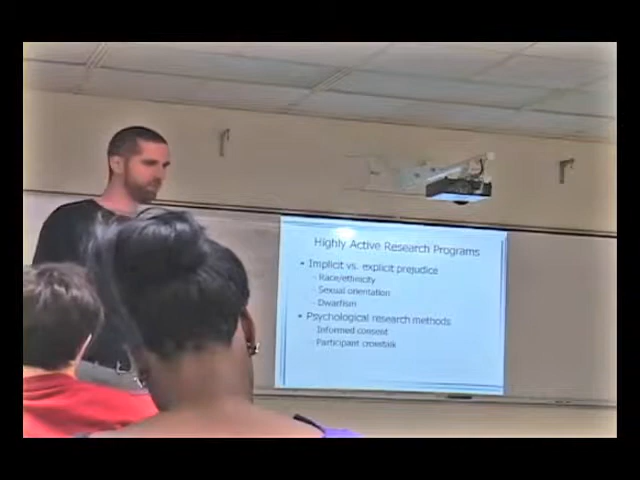 Highly Active Research Programs
• Implicit vs. explicit prejudice
- Race/ethnicity
- Sexual orientation
- Dwarfism
• Psychological research methods
Informed consent
Participant crosstalk